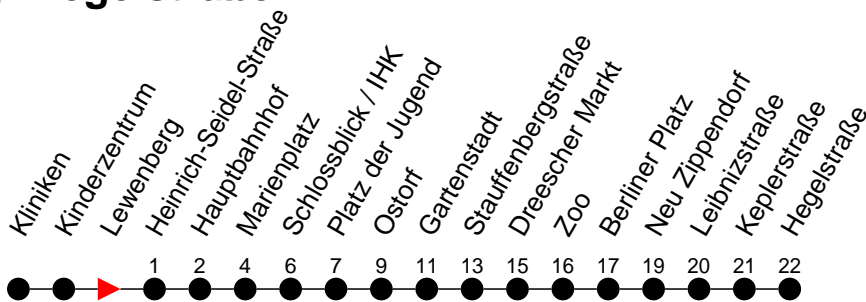 Kliniken
Kinderzentrum
Lewenberg
Heinrich-Seidel-Straße
Hauptbahnhof
Marienplatz
Schlossblick / IHK
Platz der Jugend
Ostorf
Gartenstadt
Stauffenbergstraße
Dreescher Markt
Zoo
Berliner Platz
Neu Zippendorf
Leibnizstraße
Keplerstraße
Hegelstraße
1 2 4 6 7 9 11 13 15 16 17 19 20 21 22